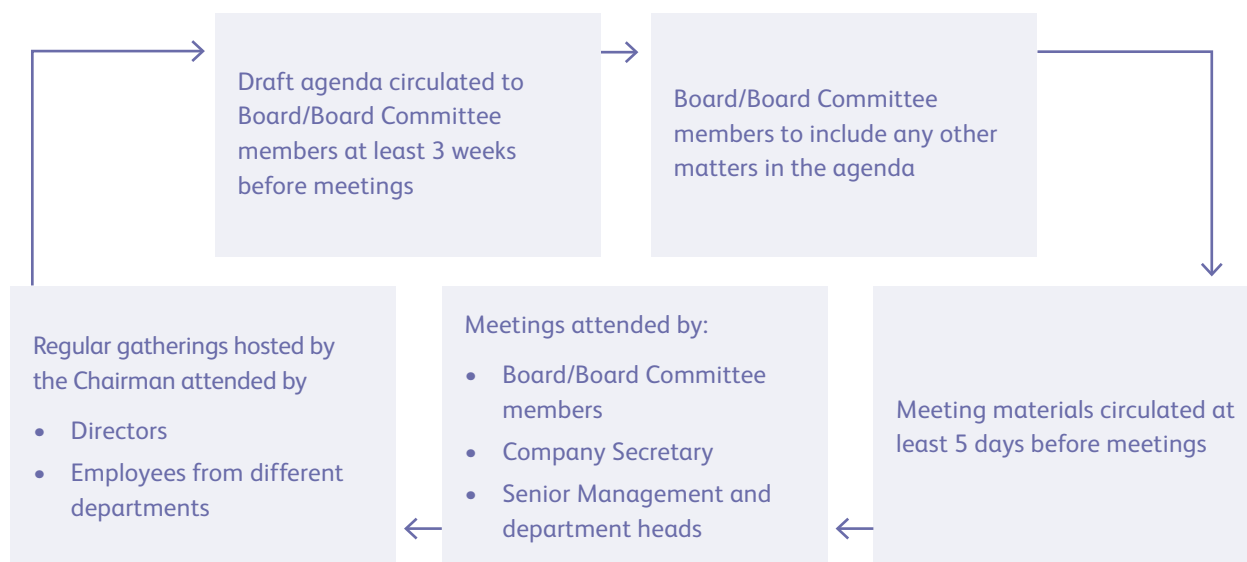 Draft agenda circulated to
Board/Board Committee
members at least 3 weeks
before meetings
Board/Board Committee
members to include any other
matters in the agenda
Meeting materials circulated at
least 5 days before meetings
Meetings attended by:
• Board/Board Committee
members
• Company Secretary
• Senior Management and
department heads
Regular gatherings hosted by
the Chairman attended by
• Directors
• Employees from different
departments